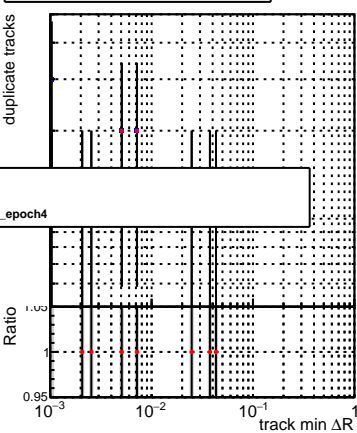 duplicate tracks
_epoch4
Ratio
1.05
1
0.95
10⁻³ 10⁻² 10⁻¹ 1
track min ΔR